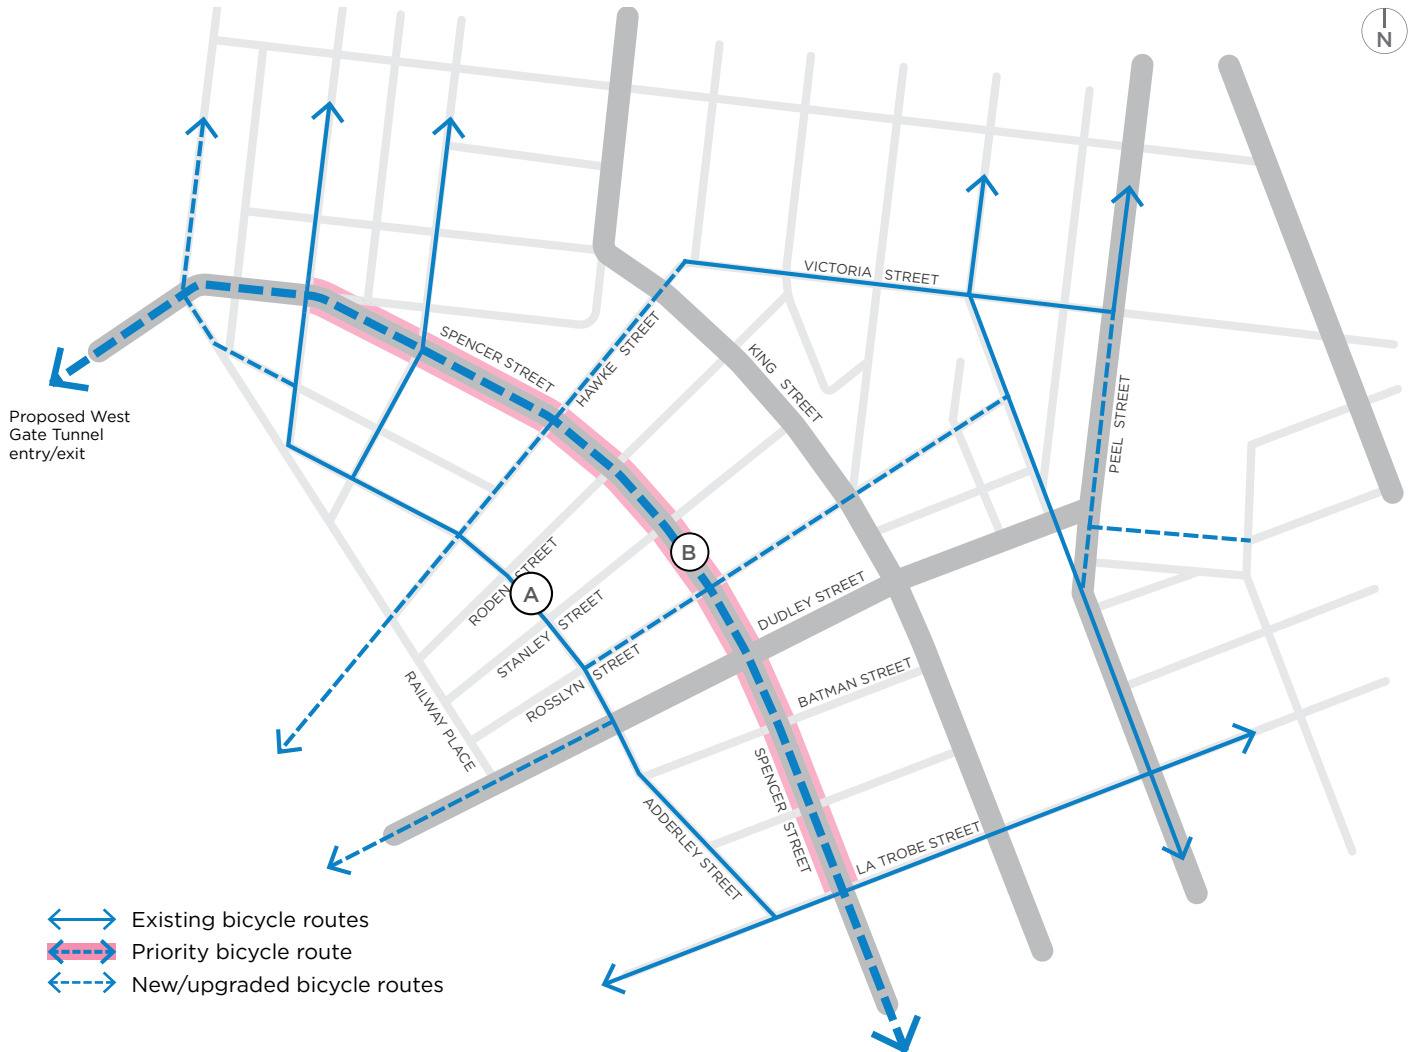 N
VICTORIA STREET
SPENCER STREET
HAWKE STREET
KING STREET
PEEL STREET
Proposed West
Gate Tunnel
entry/exit
B
A
RODEN STREET
STANLEY STREET
ROSSLYN STREET
DUDLEY STREET
RAILWAY PLACE
BATMAN STREET
SPENCER STREET
ADDERLEY STREET
LA TROBE STREET
Existing bicycle routes
Priority bicycle route
New/upgraded bicycle routes